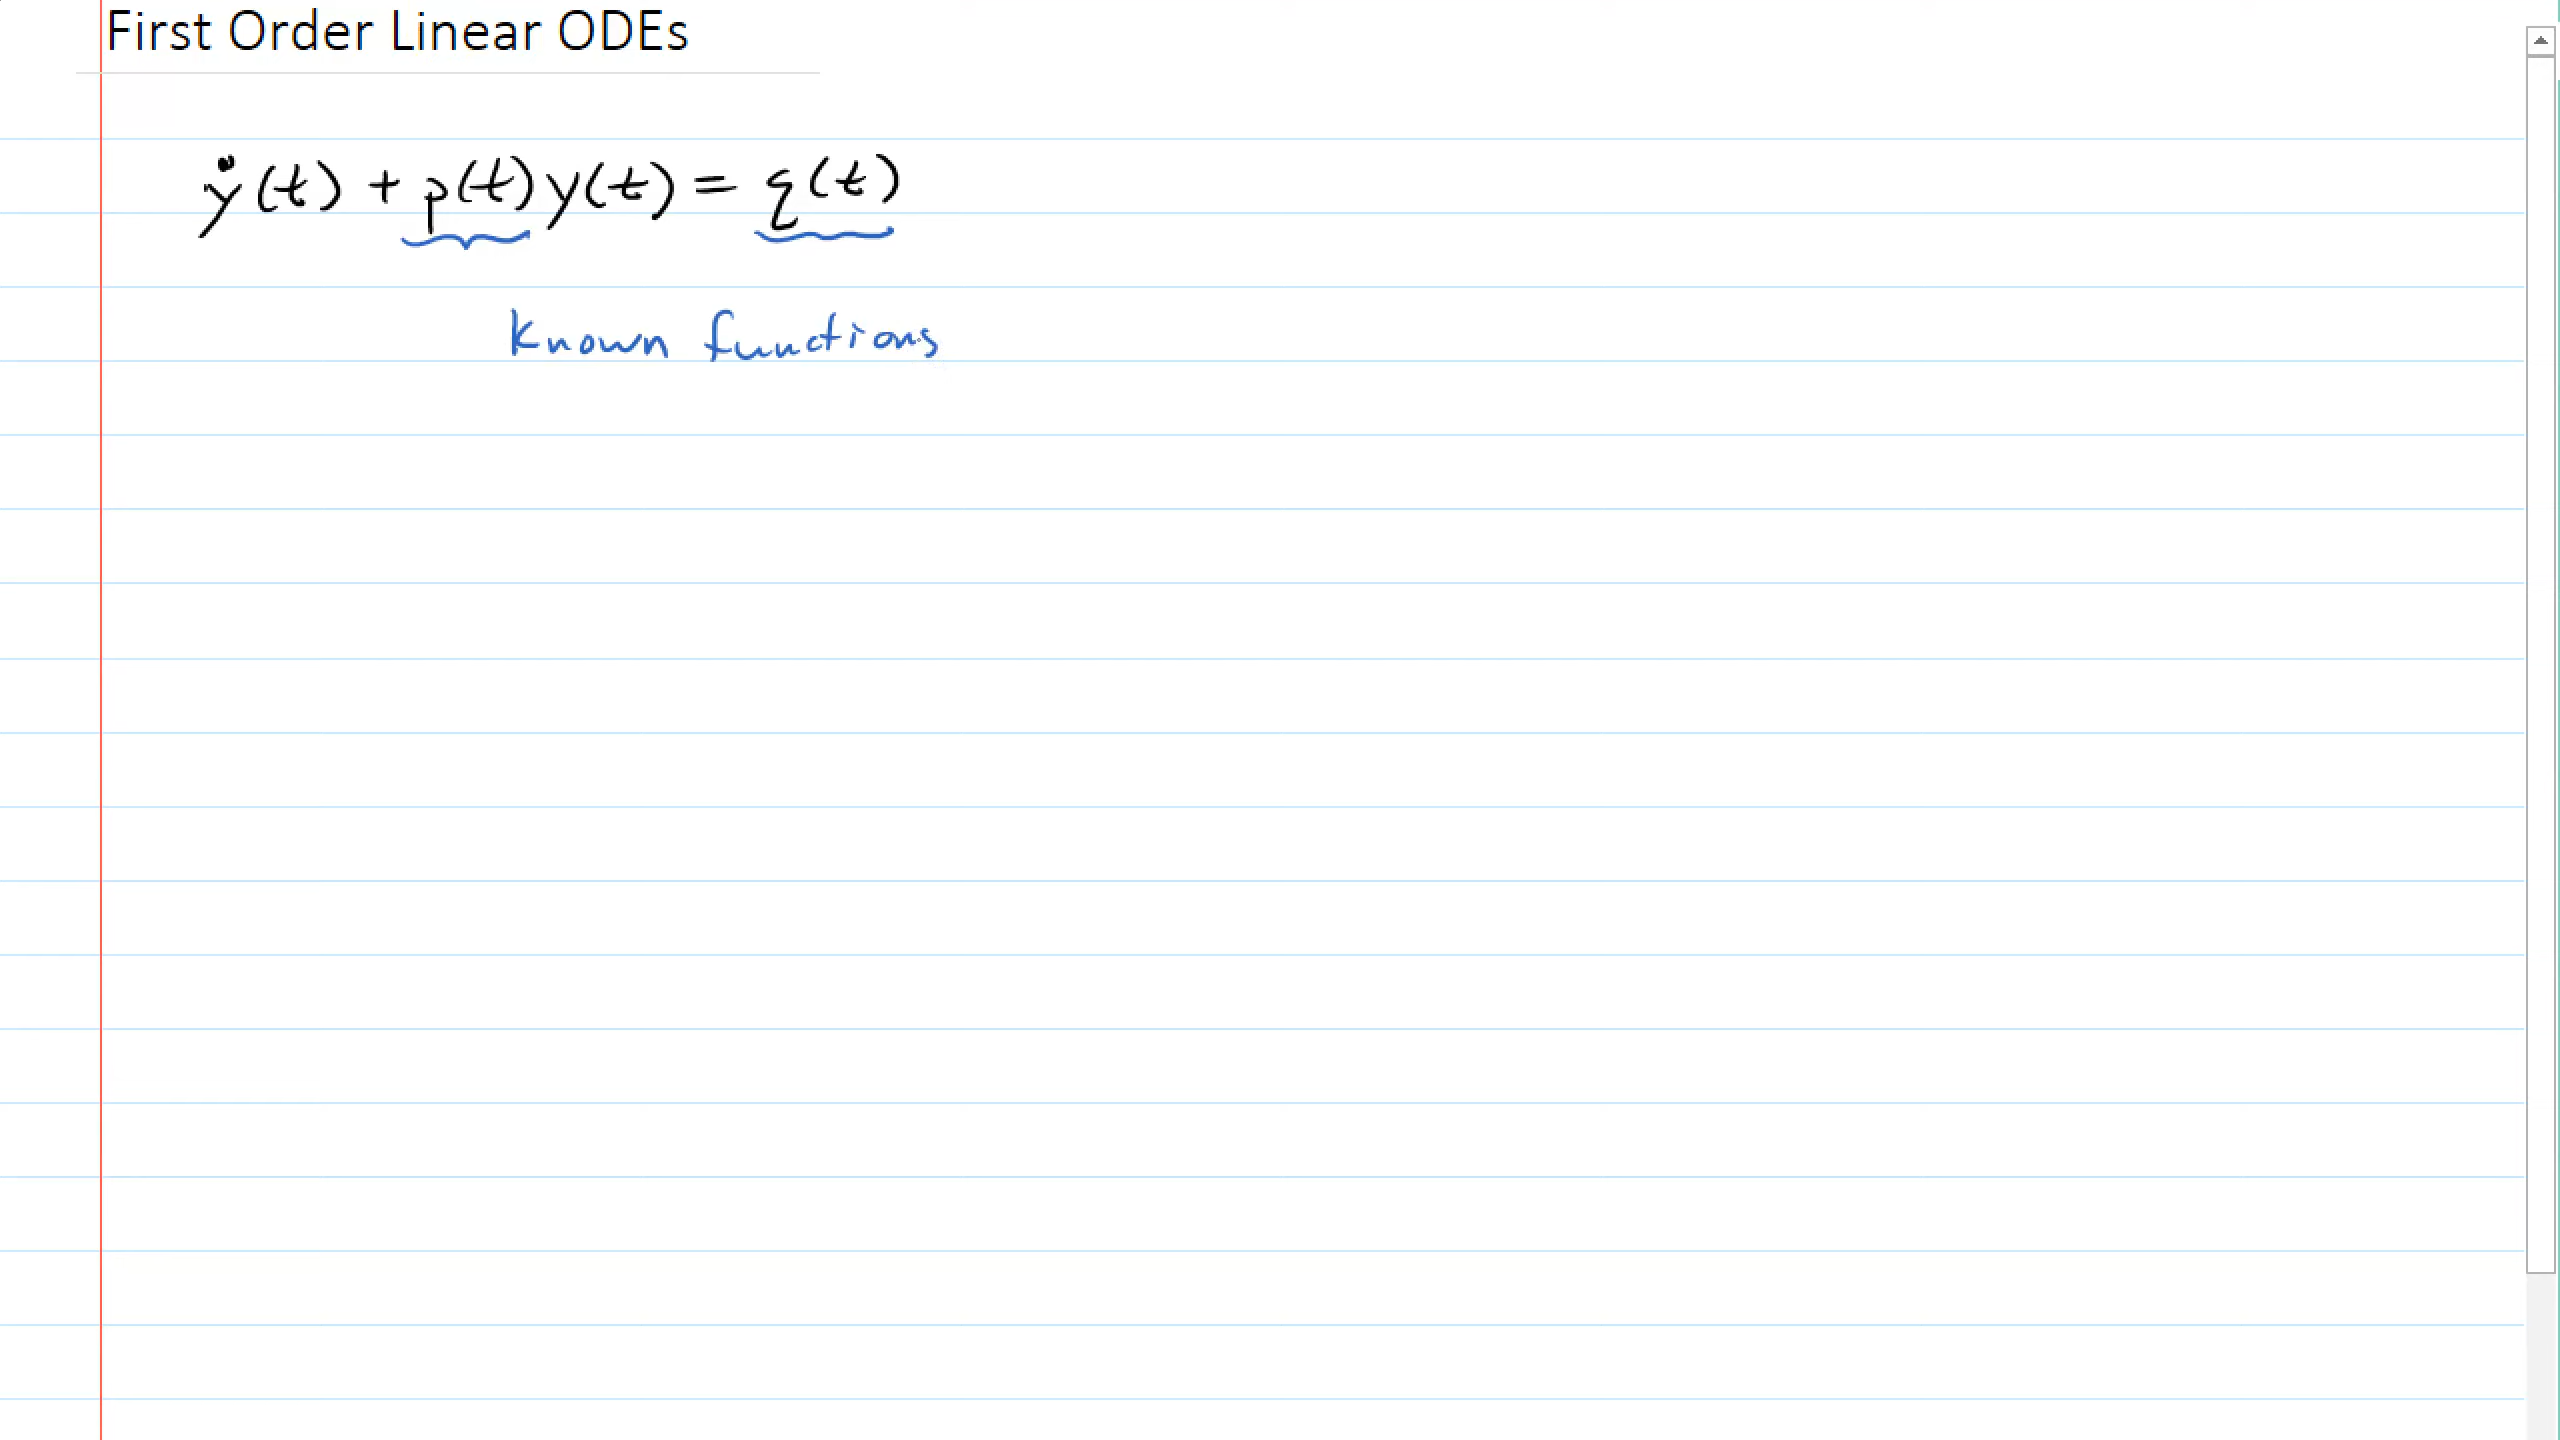 First Order Linear ODEs
ẏ(t) + p(t)y(t) = q(t)
Known functions